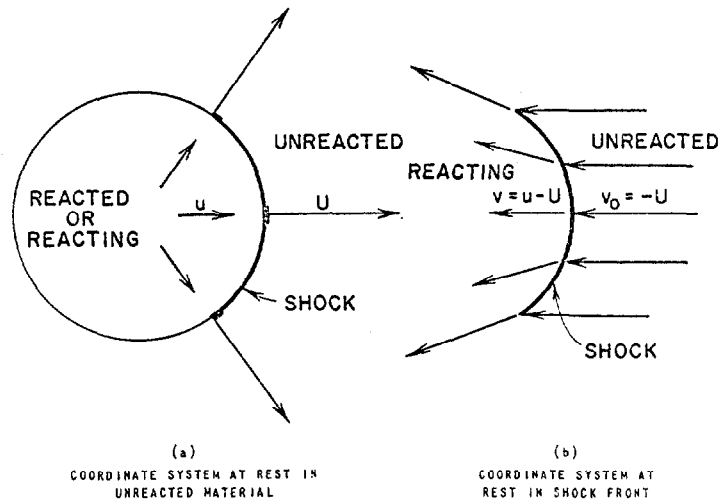 REACTED
OR
REACTING
u
U
UNREACTED
SHOCK
(a)
COORDINATE SYSTEM AT REST IN
UNREACTED MATERIAL
UNREACTED
REACTING
v=u-U
v₀=-U
SHOCK
(b)
COORDINATE SYSTEM AT
REST IN SHOCK FRONT